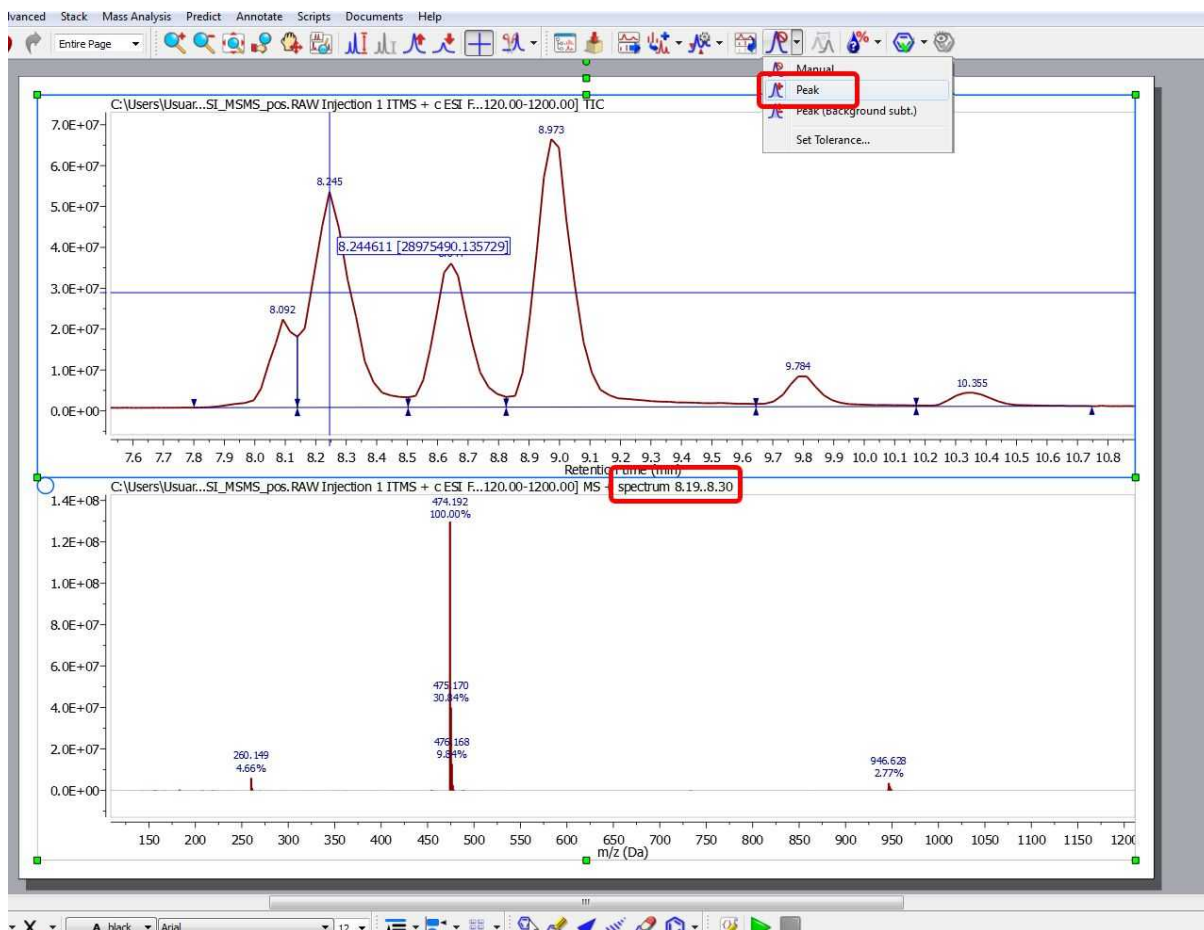 Stack Mass Analysis Predict Annotate Scripts Documents Help
Entire Page
Manual
Peak
Peak (Background subt.)
Set Tolerance...
C:\Users\Usuar...SI_MSMS_pos.RAW Injection 1 ITMS + c ESI F...120.00-1200.00] TIC
7.0E+07
6.0E+07
5.0E+07
4.0E+07
3.0E+07
2.0E+07
1.0E+07
0.0E+00
8.092
8.245
8.973
9.784
10.355
8.244611 [28975490.135729]
7.6 7.7 7.8 7.9 8.0 8.1 8.2 8.3 8.4 8.5 8.6 8.7 8.8 8.9 9.0 9.1 9.2 9.3 9.4 9.5 9.6 9.7 9.8 9.9 10.0 10.1 10.2 10.3 10.4 10.5 10.6 10.7 10.8
Retention time (min)
C:\Users\Usuar...SI_MSMS_pos.RAW Injection 1 ITMS + c ESI F...120.00-1200.00] MS - spectrum 8.19..8.30
1.4E+08
1.2E+08
1.0E+08
8.0E+07
6.0E+07
4.0E+07
2.0E+07
0.0E+00
474.192
100.00%
475.170
30.84%
476.168
9.84%
260.149
4.66%
946.628
2.77%
150 200 250 300 350 400 450 500 550 600 650 700 750 800 850 900 950 1000 1050 1100 1150 1200
m/z (Da)
A black Arial 12